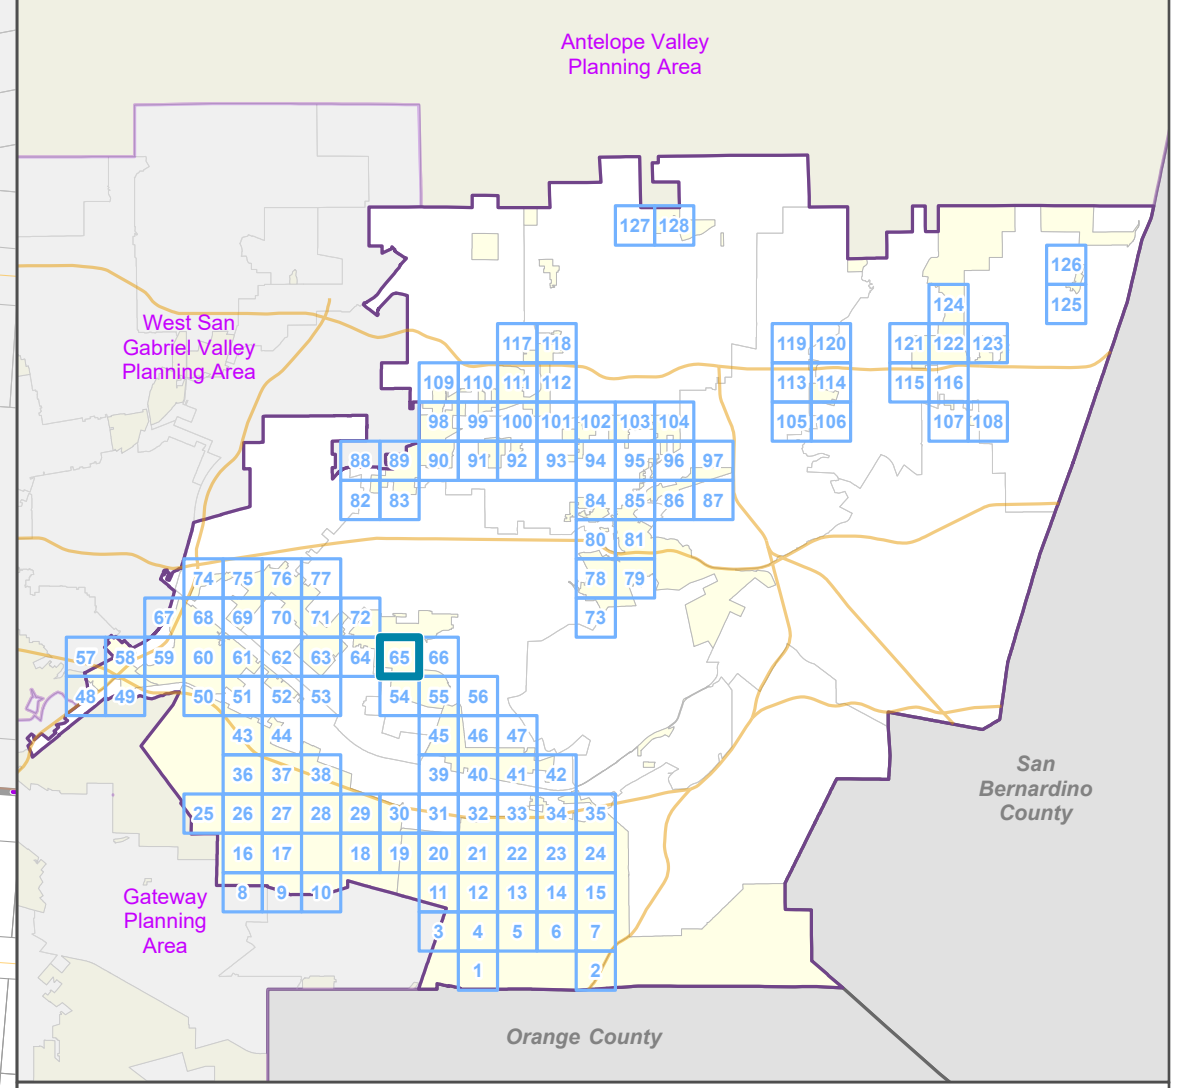 Antelope Valley
Planning Area
127 128
126
124 125
West San
Gabriel Valley
Planning Area
117 118 119 120 121 122 123
109 110 111 112 113 114 115 116
98 99 100 101 102 103 104 105 106 107 108
88 89 90 91 92 93 94 95 96 97
82 83 84 85 86 87
80 81
74 75 76 77 78 79
67 68 69 70 71 72 73
57 58 59 60 61 62 63 64 65 66
48 49 50 51 52 53 54 55 56
43 44 45 46 47
36 37 38 39 40 41 42
San
Bernardino
County
25 26 27 28 29 30 31 32 33 34 35
16 17 18 19 20 21 22 23 24
8 9 10 11 12 13 14 15
Gateway
Planning
Area
3 4 5 6 7
1 2
Orange County